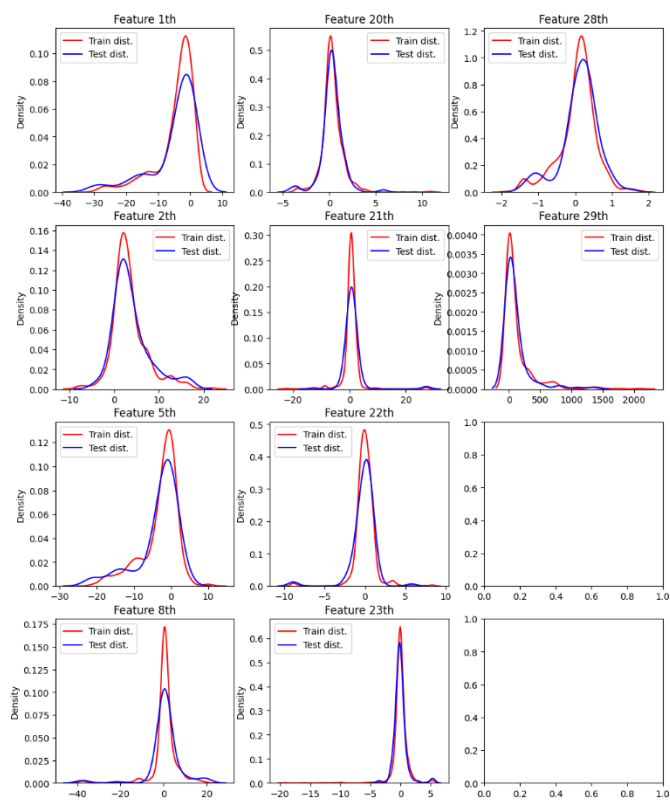 Feature 1th
Train dist.
Test dist.
Density
0.00
0.02
0.04
0.06
0.08
0.10
−40 −30 −20 −10 0 10
Feature 20th
Train dist.
Test dist.
0.0
0.1
0.2
0.3
0.4
0.5
−5 0 5 10
Feature 28th
Train dist.
Test dist.
Density
0.0
0.2
0.4
0.6
0.8
1.0
1.2
−2 −1 0 1 2
Feature 2th
Train dist.
Test dist.
Density
0.00
0.02
0.04
0.06
0.08
0.10
0.12
0.14
0.16
−10 0 10 20
Feature 21th
Train dist.
Test dist.
Density
0.00
0.05
0.10
0.15
0.20
0.25
0.30
−20 0 20
Feature 29th
Train dist.
Test dist.
Density
0.0000
0.0005
0.0010
0.0015
0.0020
0.0025
0.0030
0.0035
0.0040
0 500 1000 1500 2000
Feature 5th
Train dist.
Test dist.
Density
0.00
0.02
0.04
0.06
0.08
0.10
0.12
−30 −20 −10 0 10
Feature 22th
Train dist.
Test dist.
Density
0.0
0.1
0.2
0.3
0.4
0.5
−10 −5 0 5 10
0.0
0.2
0.4
0.6
0.8
1.0
0.0 0.2 0.4 0.6 0.8 1.0
Feature 8th
Train dist.
Test dist.
Density
0.000
0.025
0.050
0.075
0.100
0.125
0.150
0.175
−40 −20 0 20
Feature 23th
Train dist.
Test dist.
Density
0.0
0.1
0.2
0.3
0.4
0.5
0.6
−20 −15 −10 −5 0 5
0.0
0.2
0.4
0.6
0.8
1.0
0.0 0.2 0.4 0.6 0.8 1.0